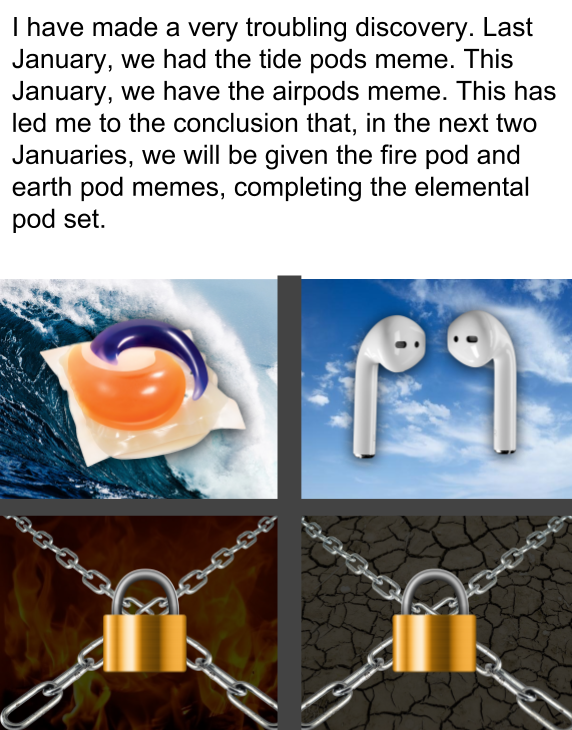 I have made a very troubling discovery. Last
January, we had the tide pods meme. This
January, we have the airpods meme. This has
led me to the conclusion that, in the next two
Januaries, we will be given the fire pod and
earth pod memes, completing the elemental
pod set.